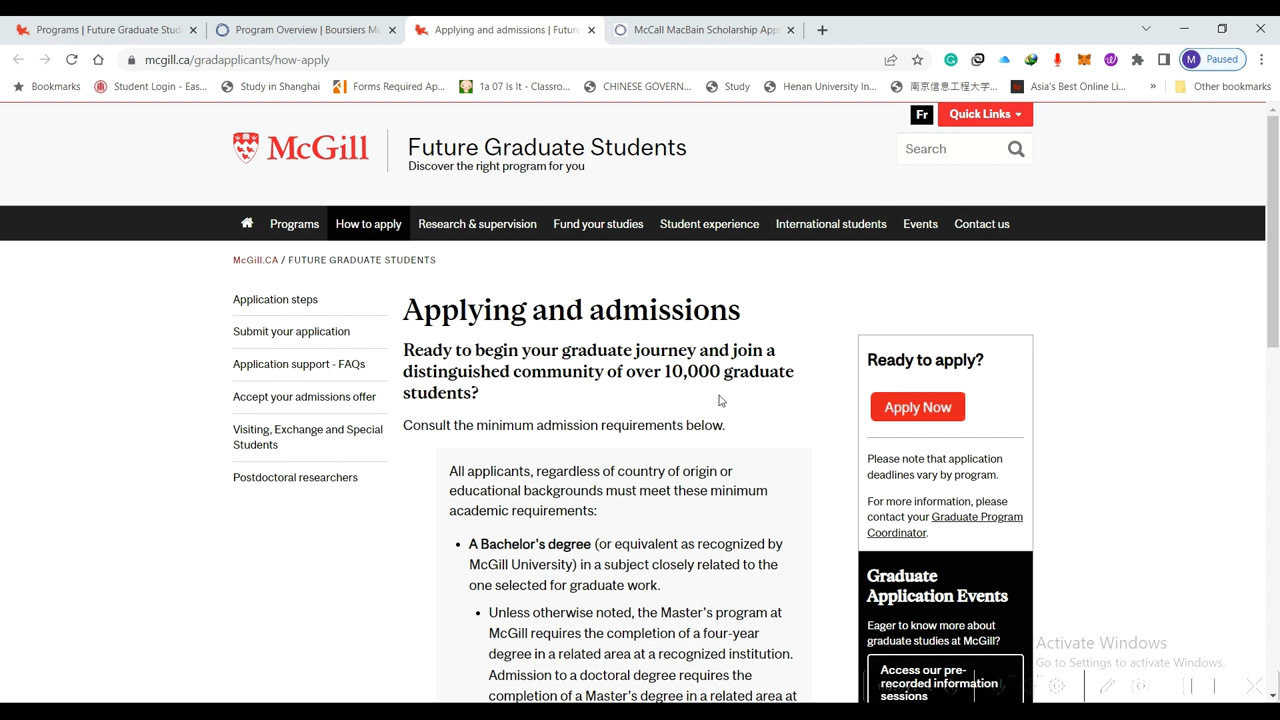 Programs | Future Graduate Stud
Program Overview | Boursiers Mc
Applying and admissions | Futur
McCall MacBain Scholarship App
mcgill.ca/gradapplicants/how-apply
M Paused
Bookmarks
Student Login - Eas...
Study in Shanghai
Forms Required Ap...
1a 07 Is It - Classro...
CHINESE GOVERN...
Study
Henan University In...
南京信息工程大学...
Asia's Best Online Li...
»
Other bookmarks
Fr
Quick Links
McGill
Future Graduate Students
Discover the right program for you
Search
Programs
How to apply
Research & supervision
Fund your studies
Student experience
International students
Events
Contact us
McGill.CA / FUTURE GRADUATE STUDENTS
Application steps
Submit your application
Application support - FAQs
Accept your admissions offer
Visiting, Exchange and Special
Students
Postdoctoral researchers
Applying and admissions
Ready to begin your graduate journey and join a
distinguished community of over 10,000 graduate
students?
Consult the minimum admission requirements below.
All applicants, regardless of country of origin or
educational backgrounds must meet these minimum
academic requirements:
• A Bachelor's degree (or equivalent as recognized by
McGill University) in a subject closely related to the
one selected for graduate work.
• Unless otherwise noted, the Master's program at
McGill requires the completion of a four-year
degree in a related area at a recognized institution.
Admission to a doctoral degree requires the
completion of a Master's degree in a related area at
Ready to apply?
Apply Now
Please note that application
deadlines vary by program.
For more information, please
contact your Graduate Program
Coordinator.
Graduate
Application Events
Eager to know more about
graduate studies at McGill?
Access our pre-
recorded information
sessions
Activate Windows
Go to Settings to activate Windows.